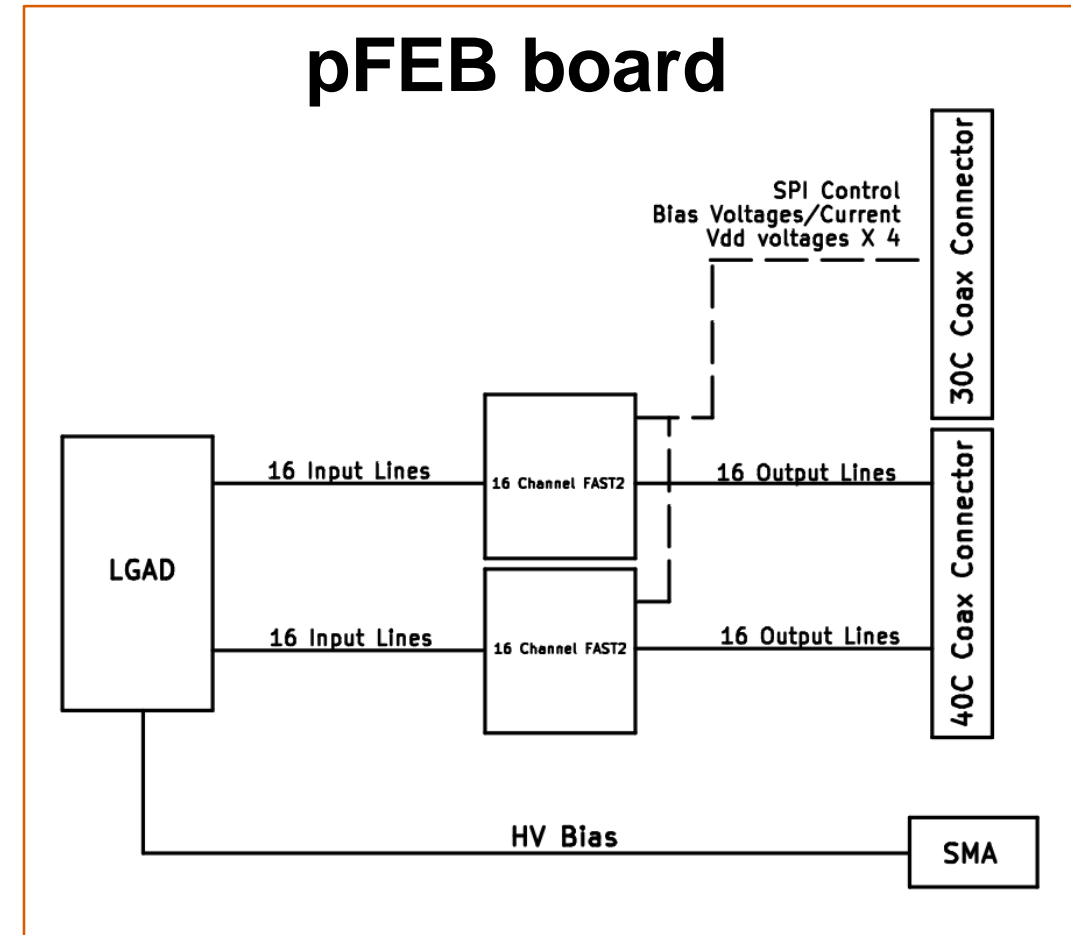 pFEB board
SPI Control
Bias Voltages/Current
Vdd voltages X 4
30C Coax Connector
16 Input Lines
16 Channel FAST2
16 Output Lines
LGAD
40C Coax Connector
16 Input Lines
16 Channel FAST2
16 Output Lines
HV Bias
SMA